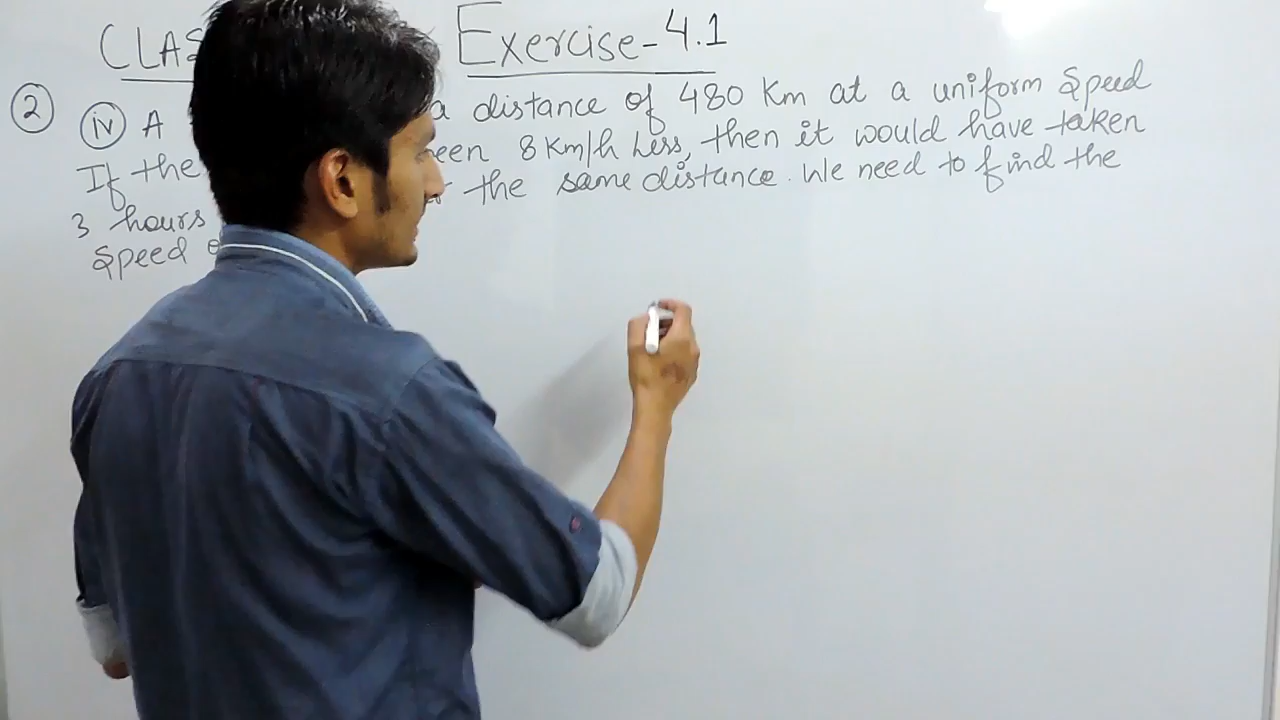 CLAS Exercise-4.1
② (iv) A a distance of 480 Km at a uniform Speed
If the een 8 Km/h Less, then it would have taken
3 hours the same distance. We need to find the
Speed